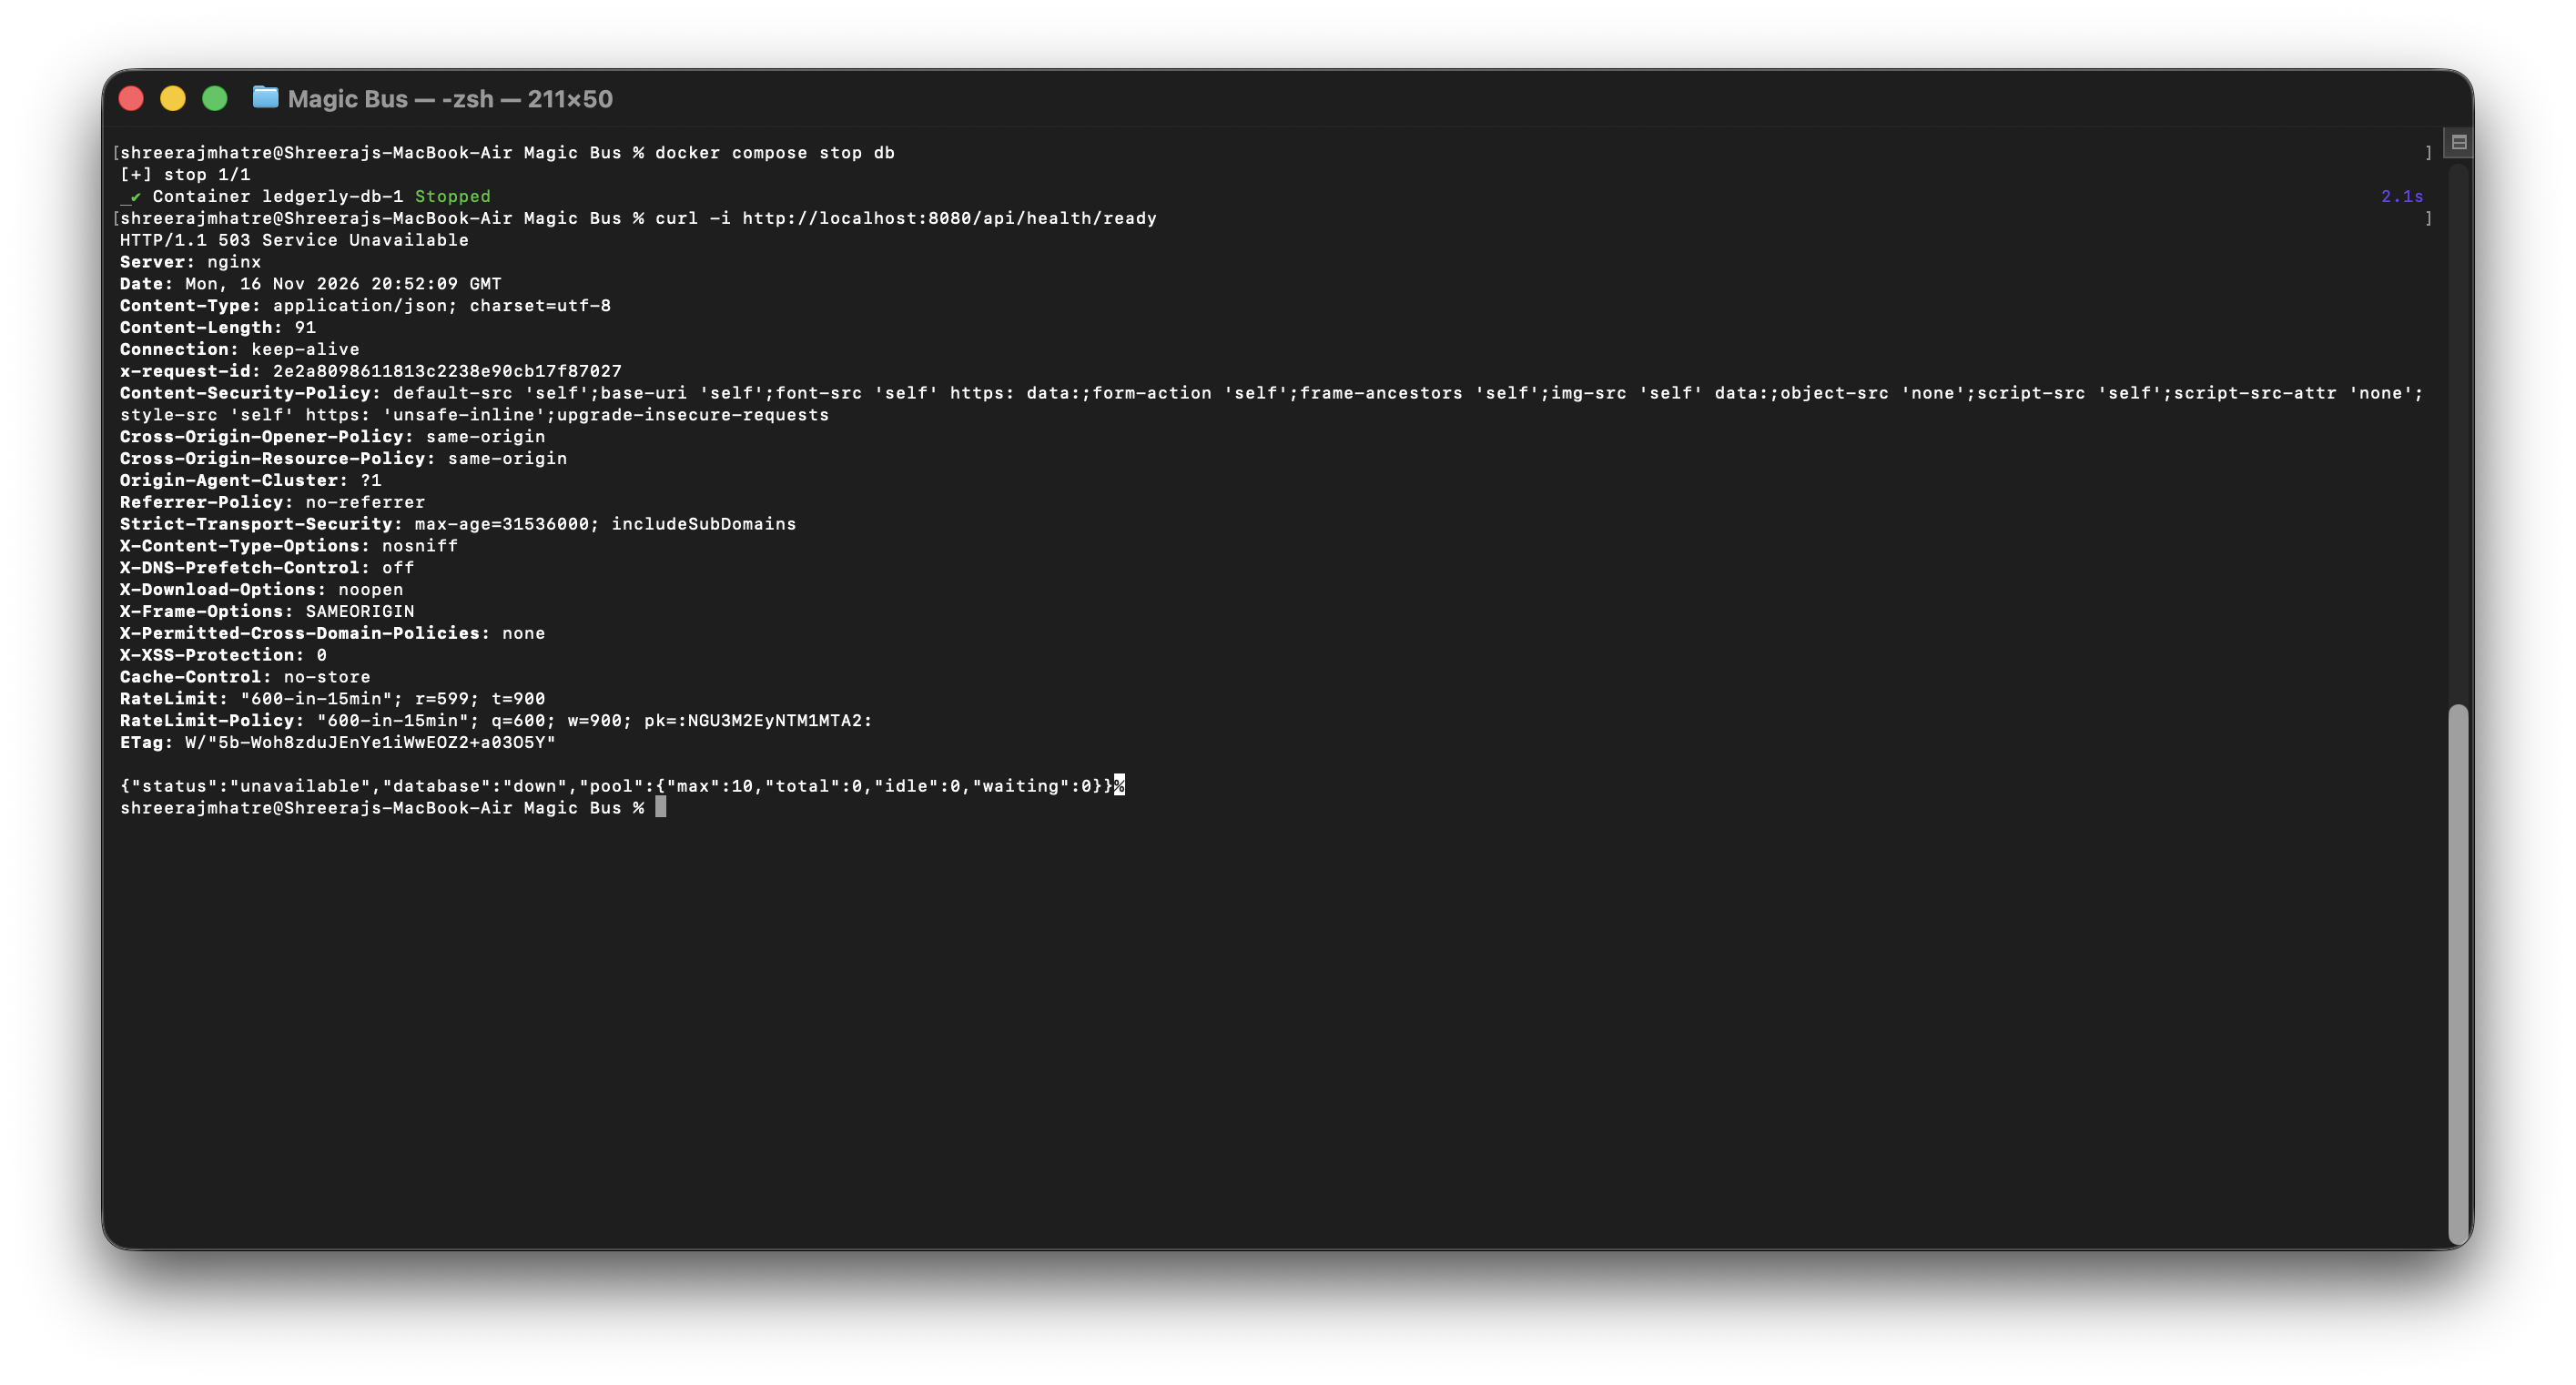 Magic Bus — -zsh — 211×50
[shreerajmhatre@Shreerajs-MacBook-Air Magic Bus % docker compose stop db ]
[+] stop 1/1
_✔ Container ledgerly-db-1 Stopped 2.1s
[shreerajmhatre@Shreerajs-MacBook-Air Magic Bus % curl -i http://localhost:8080/api/health/ready ]
HTTP/1.1 503 Service Unavailable
Server: nginx
Date: Mon, 16 Nov 2026 20:52:09 GMT
Content-Type: application/json; charset=utf-8
Content-Length: 91
Connection: keep-alive
x-request-id: 2e2a8098611813c2238e90cb17f87027
Content-Security-Policy: default-src 'self';base-uri 'self';font-src 'self' https: data:;form-action 'self';frame-ancestors 'self';img-src 'self' data:;object-src 'none';script-src 'self';script-src-attr 'none';
style-src 'self' https: 'unsafe-inline';upgrade-insecure-requests
Cross-Origin-Opener-Policy: same-origin
Cross-Origin-Resource-Policy: same-origin
Origin-Agent-Cluster: ?1
Referrer-Policy: no-referrer
Strict-Transport-Security: max-age=31536000; includeSubDomains
X-Content-Type-Options: nosniff
X-DNS-Prefetch-Control: off
X-Download-Options: noopen
X-Frame-Options: SAMEORIGIN
X-Permitted-Cross-Domain-Policies: none
X-XSS-Protection: 0
Cache-Control: no-store
RateLimit: "600-in-15min"; r=599; t=900
RateLimit-Policy: "600-in-15min"; q=600; w=900; pk=:NGU3M2EyNTM1MTA2:
ETag: W/"5b-Woh8zduJEnYe1iWwEOZ2+a03O5Y"
{"status":"unavailable","database":"down","pool":{"max":10,"total":0,"idle":0,"waiting":0}}%
shreerajmhatre@Shreerajs-MacBook-Air Magic Bus %